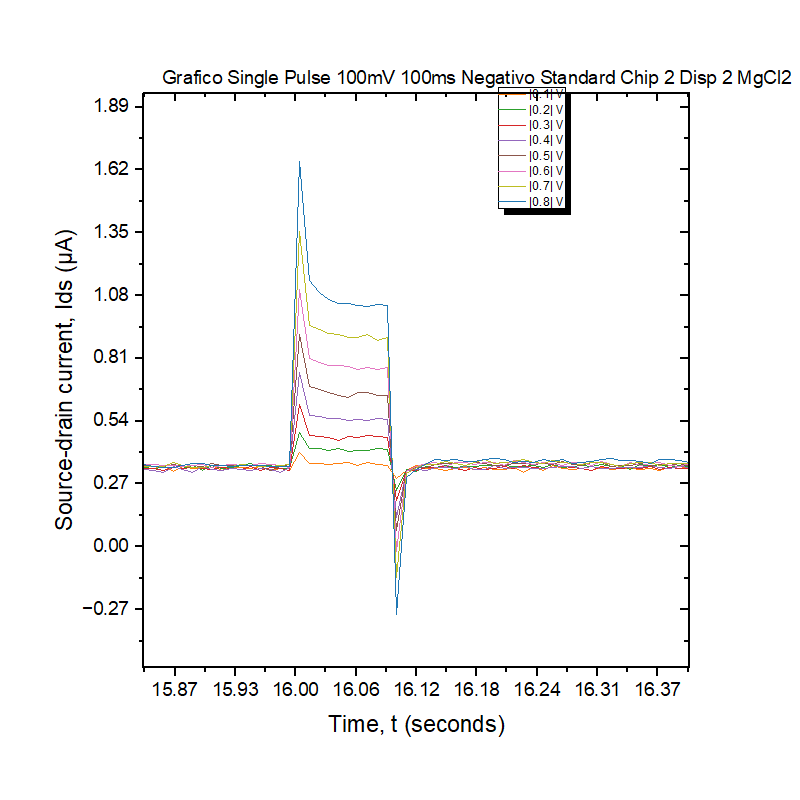 Grafico Single Pulse 100mV 100ms Negativo Standard Chip 2 Disp 2 MgCl2
|0.1| V
|0.2| V
|0.3| V
|0.4| V
|0.5| V
|0.6| V
|0.7| V
|0.8| V
1.89
1.62
1.35
1.08
0.81
0.54
0.27
0.00
−0.27
Source-drain current, Ids (μA)
15.87 15.93 16.00 16.06 16.12 16.18 16.24 16.31 16.37
Time, t (seconds)